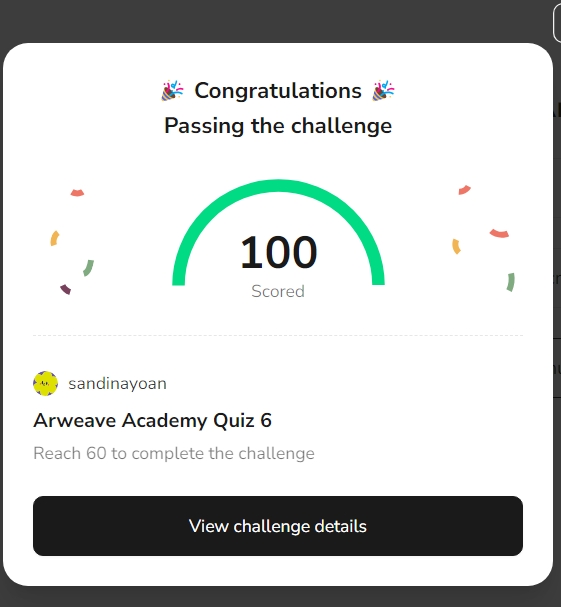 Congratulations
Passing the challenge
100
Scored
sandinayoan
Arweave Academy Quiz 6
Reach 60 to complete the challenge
View challenge details